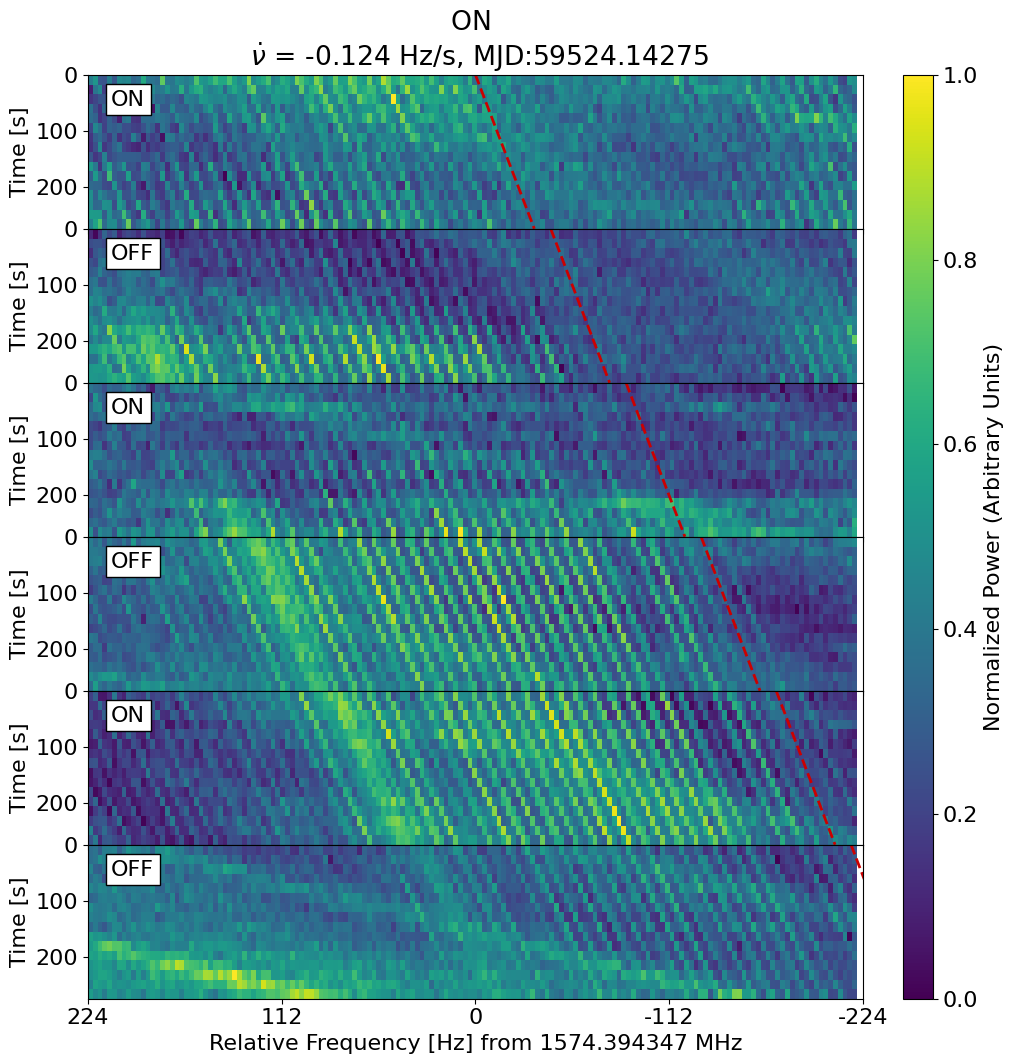 ON
ν̇ = -0.124 Hz/s, MJD:59524.14275
0
ON
Time [s]
100
200
0
OFF
Time [s]
100
200
0
ON
Time [s]
100
200
0
OFF
Time [s]
100
200
0
ON
Time [s]
100
200
0
OFF
Time [s]
100
200
224 112 0 -112 -224
Relative Frequency [Hz] from 1574.394347 MHz
1.0
0.8
0.6
0.4
0.2
0.0
Normalized Power (Arbitrary Units)